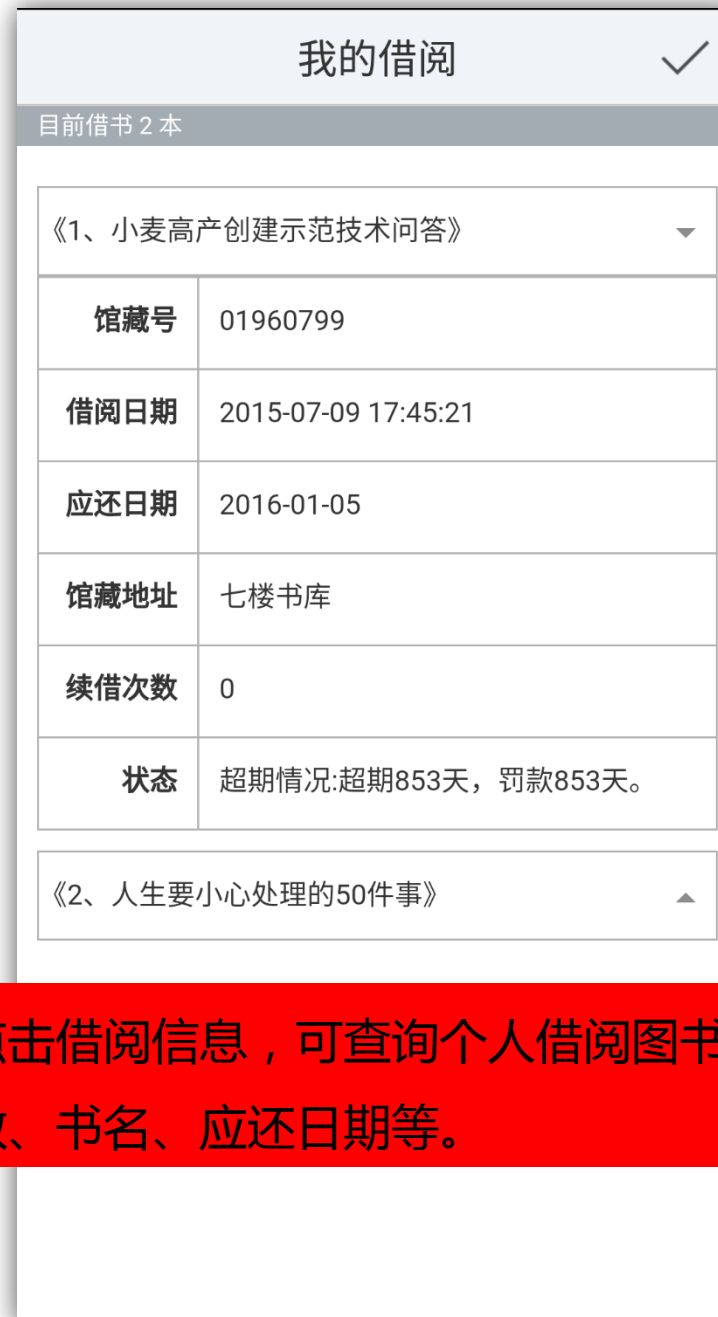 我的借阅
目前借书 2 本
《1、小麦高产创建示范技术问答》
馆藏号 01960799
借阅日期 2015-07-09 17:45:21
应还日期 2016-01-05
馆藏地址 七楼书库
续借次数 0
状态 超期情况:超期853天，罚款853天。
《2、人生要小心处理的50件事》
点击借阅信息，可查询个人借阅图书
数、书名、应还日期等。